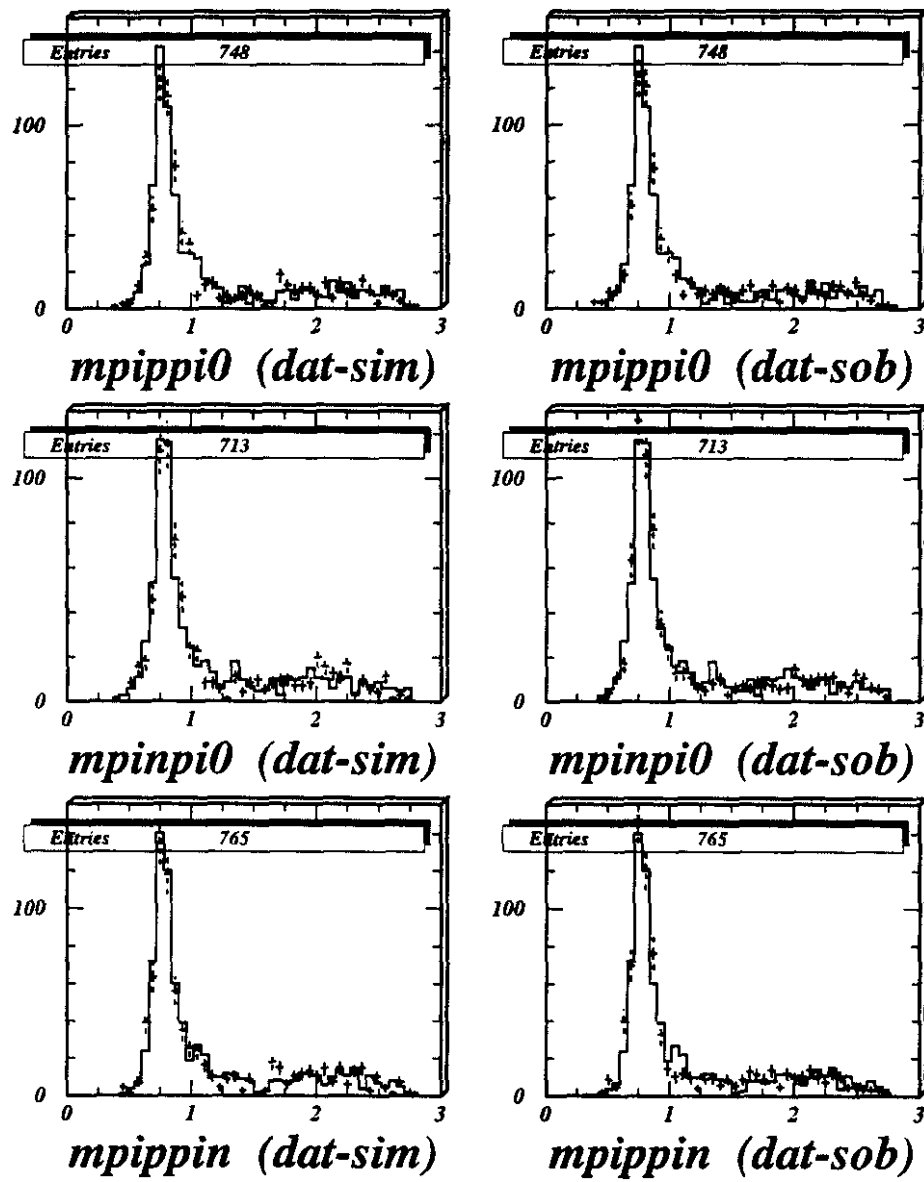 Entries 748
Entries 748
100
0
0 1 2 3
mpippi0 (dat-sim)
100
0
0 1 2 3
mpippi0 (dat-sob)
Entries 713
Entries 713
100
0
0 1 2 3
mpinpi0 (dat-sim)
100
0
0 1 2 3
mpinpi0 (dat-sob)
Entries 765
Entries 765
100
0
0 1 2 3
mpippin (dat-sim)
100
0
0 1 2 3
mpippin (dat-sob)